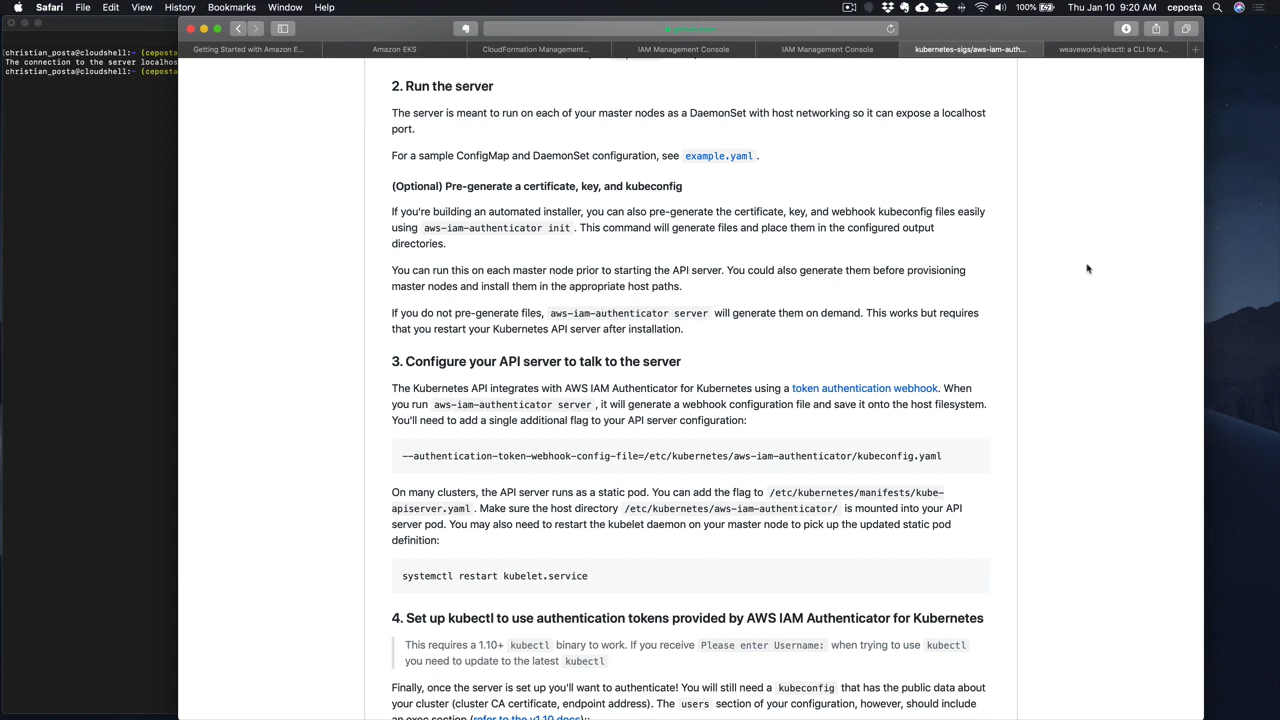 Safari File Edit View History Bookmarks Window Help 100% Thu Jan 10 9:20 AM ceposta
Getting Started with Amazon E... Amazon EKS CloudFormation Management... IAM Management Console IAM Management Console kubernetes-sigs/aws-iam-auth... weaveworks/eksctl: a CLI for A...
christian_posta@cloudshell:~ (cepos
The connection to the server localhos
christian_posta@cloudshell:~ (cepos
2. Run the server
The server is meant to run on each of your master nodes as a DaemonSet with host networking so it can expose a localhost
port.
For a sample ConfigMap and DaemonSet configuration, see example.yaml .
(Optional) Pre-generate a certificate, key, and kubeconfig
If you're building an automated installer, you can also pre-generate the certificate, key, and webhook kubeconfig files easily
using aws-iam-authenticator init . This command will generate files and place them in the configured output
directories.
You can run this on each master node prior to starting the API server. You could also generate them before provisioning
master nodes and install them in the appropriate host paths.
If you do not pre-generate files, aws-iam-authenticator server will generate them on demand. This works but requires
that you restart your Kubernetes API server after installation.
3. Configure your API server to talk to the server
The Kubernetes API integrates with AWS IAM Authenticator for Kubernetes using a token authentication webhook. When
you run aws-iam-authenticator server , it will generate a webhook configuration file and save it onto the host filesystem.
You'll need to add a single additional flag to your API server configuration:
--authentication-token-webhook-config-file=/etc/kubernetes/aws-iam-authenticator/kubeconfig.yaml
On many clusters, the API server runs as a static pod. You can add the flag to /etc/kubernetes/manifests/kube-
apiserver.yaml . Make sure the host directory /etc/kubernetes/aws-iam-authenticator/ is mounted into your API
server pod. You may also need to restart the kubelet daemon on your master node to pick up the updated static pod
definition:
systemctl restart kubelet.service
4. Set up kubectl to use authentication tokens provided by AWS IAM Authenticator for Kubernetes
This requires a 1.10+ kubectl binary to work. If you receive Please enter Username: when trying to use kubectl
you need to update to the latest kubectl
Finally, once the server is set up you'll want to authenticate! You will still need a kubeconfig that has the public data about
your cluster (cluster CA certificate, endpoint address). The users section of your configuration, however, should include
an exec section (refer to the v1.10 docs)::